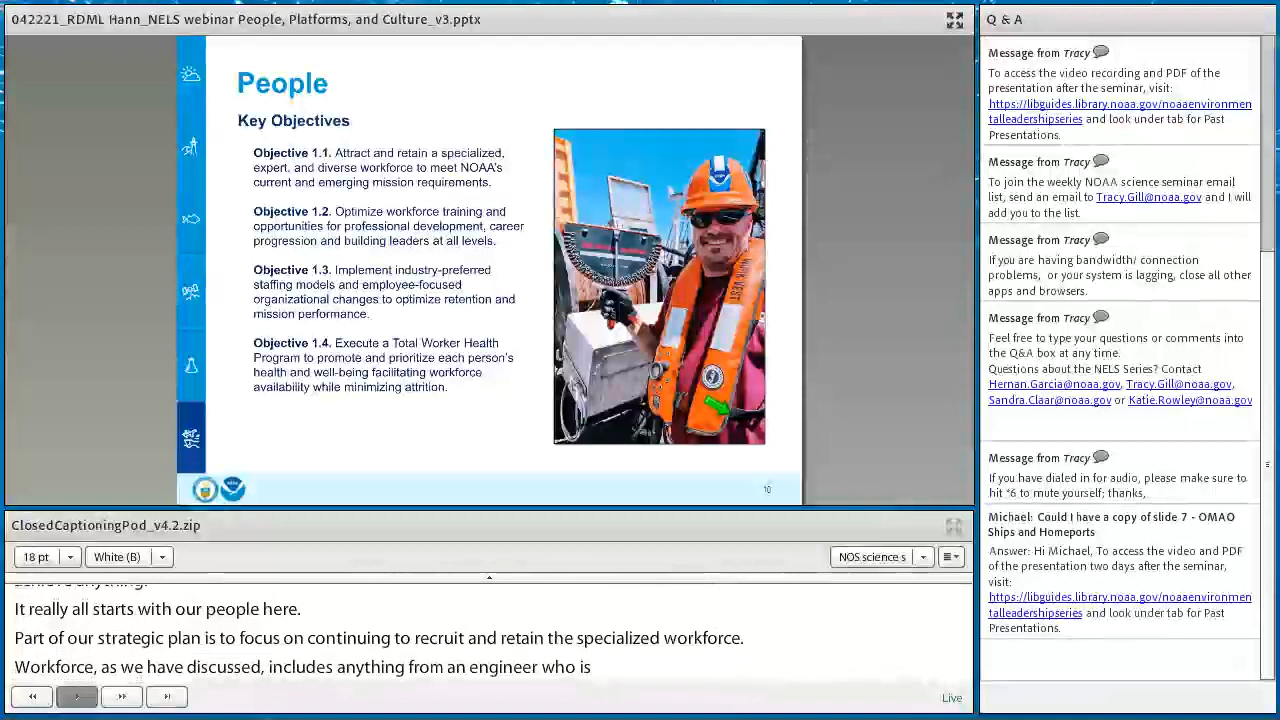 042221_RDML Hann_NELS webinar People, Platforms, and Culture_v3.pptx
People
Key Objectives
Objective 1.1. Attract and retain a specialized,
expert, and diverse workforce to meet NOAA's
current and emerging mission requirements.
Objective 1.2. Optimize workforce training and
opportunities for professional development, career
progression and building leaders at all levels.
Objective 1.3. Implement industry-preferred
staffing models and employee-focused
organizational changes to optimize retention and
mission performance.
Objective 1.4. Execute a Total Worker Health
Program to promote and prioritize each person's
health and well-being facilitating workforce
availability while minimizing attrition.
WORK VEST
10
ClosedCaptioningPod_v4.2.zip
18 pt
White (B)
NOS science s
achieve anything.
It really all starts with our people here.
Part of our strategic plan is to focus on continuing to recruit and retain the specialized workforce.
Workforce, as we have discussed, includes anything from an engineer who is
Live
Q & A
Message from Tracy
To access the video recording and PDF of the
presentation after the seminar, visit:
https://libguides.library.noaa.gov/noaaenvironmen
talleadershipseries and look under tab for Past
Presentations.
Message from Tracy
To join the weekly NOAA science seminar email
list, send an email to Tracy.Gill@noaa.gov and I will
add you to the list.
Message from Tracy
If you are having bandwidth/ connection
problems, or your system is lagging, close all other
apps and browsers.
Message from Tracy
Feel free to type your questions or comments into
the Q&A box at any time.
Questions about the NELS Series? Contact
Hernan.Garcia@noaa.gov, Tracy.Gill@noaa.gov,
Sandra.Claar@noaa.gov or Katie.Rowley@noaa.gov
Message from Tracy
If you have dialed in for audio, please make sure to
hit *6 to mute yourself; thanks,
Michael: Could I have a copy of slide 7 - OMAO
Ships and Homeports
Answer: Hi Michael, To access the video and PDF
of the presentation two days after the seminar,
visit:
https://libguides.library.noaa.gov/noaaenvironmen
talleadershipseries and look under tab for Past
Presentations.